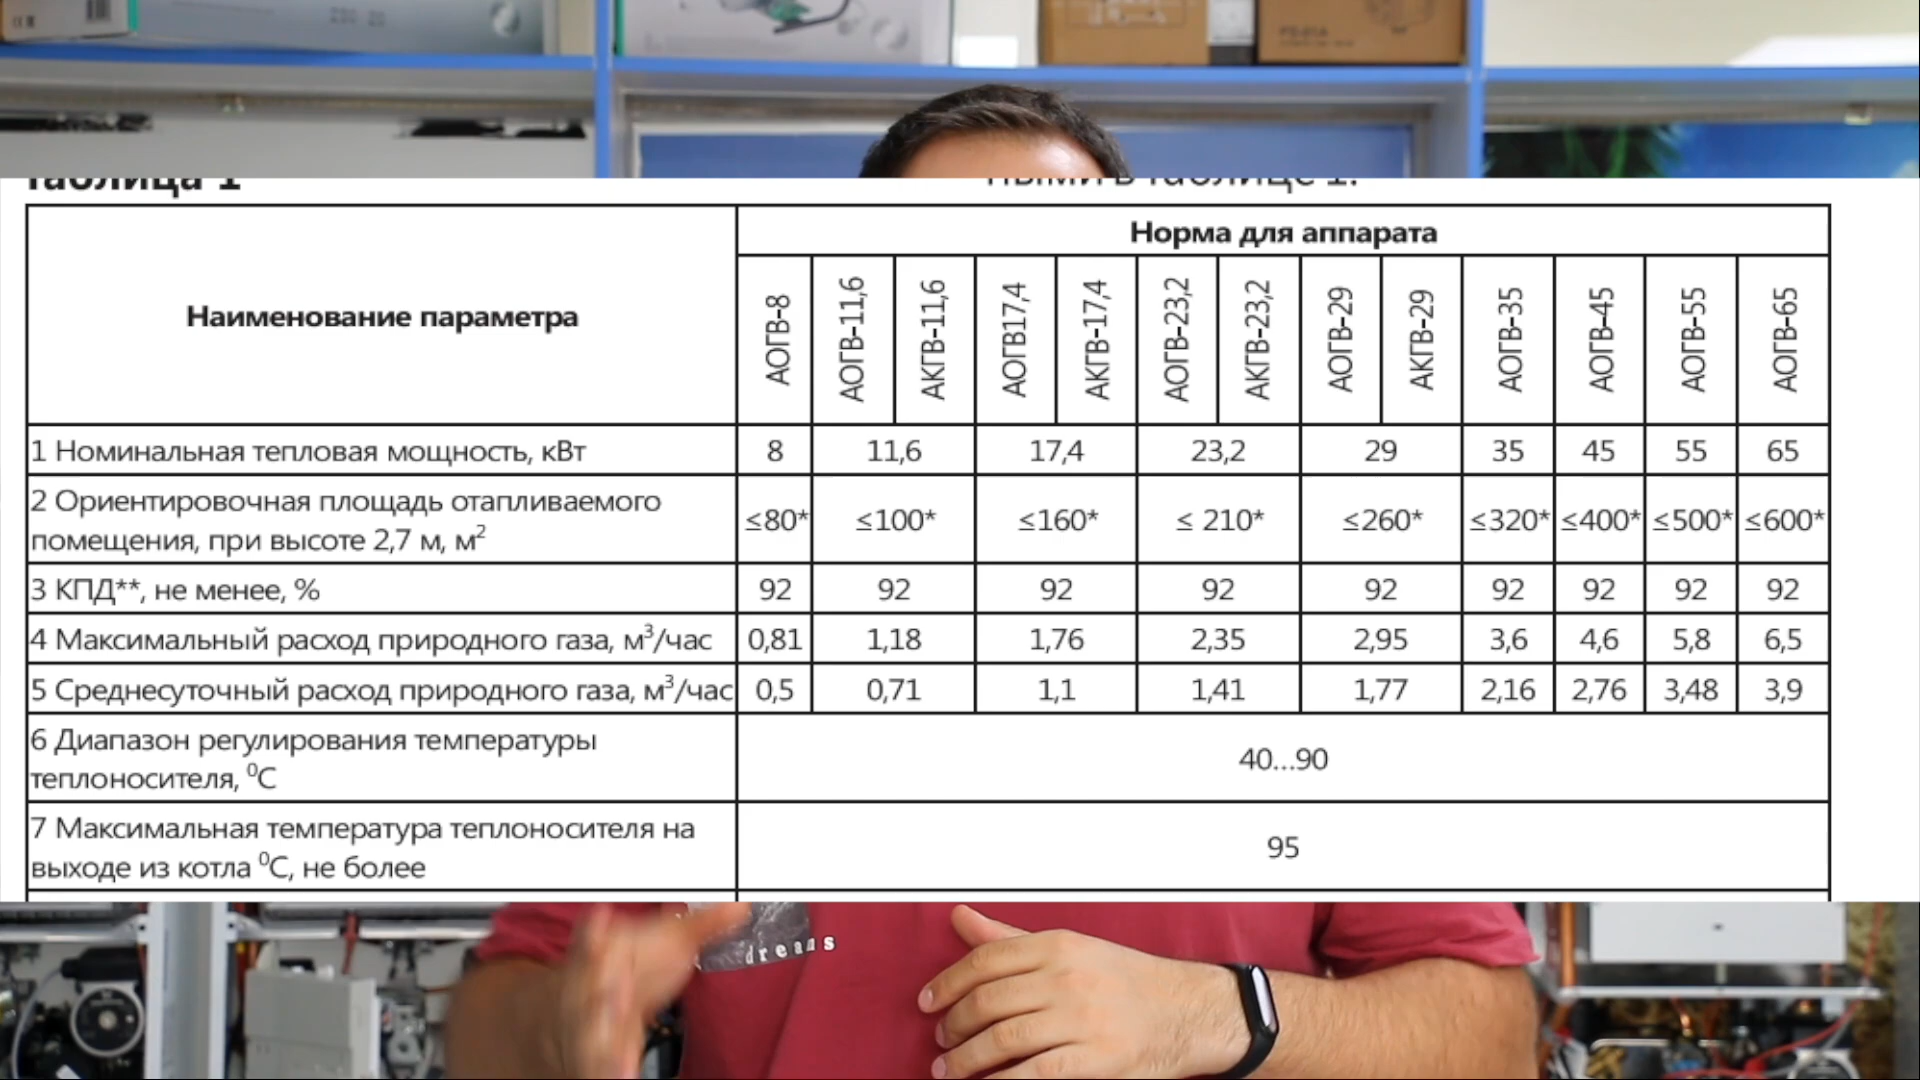 Таблица 1
ными в таблице 1.
Наименование параметра
Норма для аппарата
АОГВ-8 АОГВ-11,6 АКГВ-11,6 АОГВ17,4 АКГВ-17,4 АОГВ-23,2 АКГВ-23,2 АОГВ-29 АКГВ-29 АОГВ-35 АОГВ-45 АОГВ-55 АОГВ-65
1 Номинальная тепловая мощность, кВт 8 11,6 17,4 23,2 29 35 45 55 65
2 Ориентировочная площадь отапливаемого
помещения, при высоте 2,7 м, м² ≤80* ≤100* ≤160* ≤ 210* ≤260* ≤320* ≤400* ≤500* ≤600*
3 КПД**, не менее, % 92 92 92 92 92 92 92 92 92
4 Максимальный расход природного газа, м³/час 0,81 1,18 1,76 2,35 2,95 3,6 4,6 5,8 6,5
5 Среднесуточный расход природного газа, м³/час 0,5 0,71 1,1 1,41 1,77 2,16 2,76 3,48 3,9
6 Диапазон регулирования температуры
теплоносителя, ⁰С 40...90
7 Максимальная температура теплоносителя на
выходе из котла ⁰С, не более 95
dreams